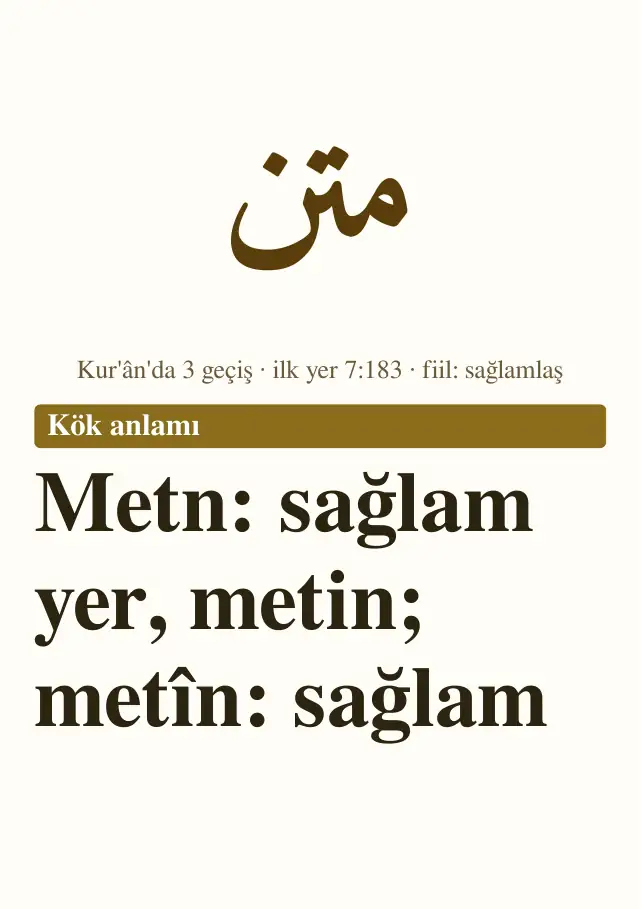 متن
Kur'ân'da 3 geçiş · ilk yer 7:183 · fiil: sağlamlaş
Kök anlamı
Metn: sağlam
yer, metin;
metîn: sağlam